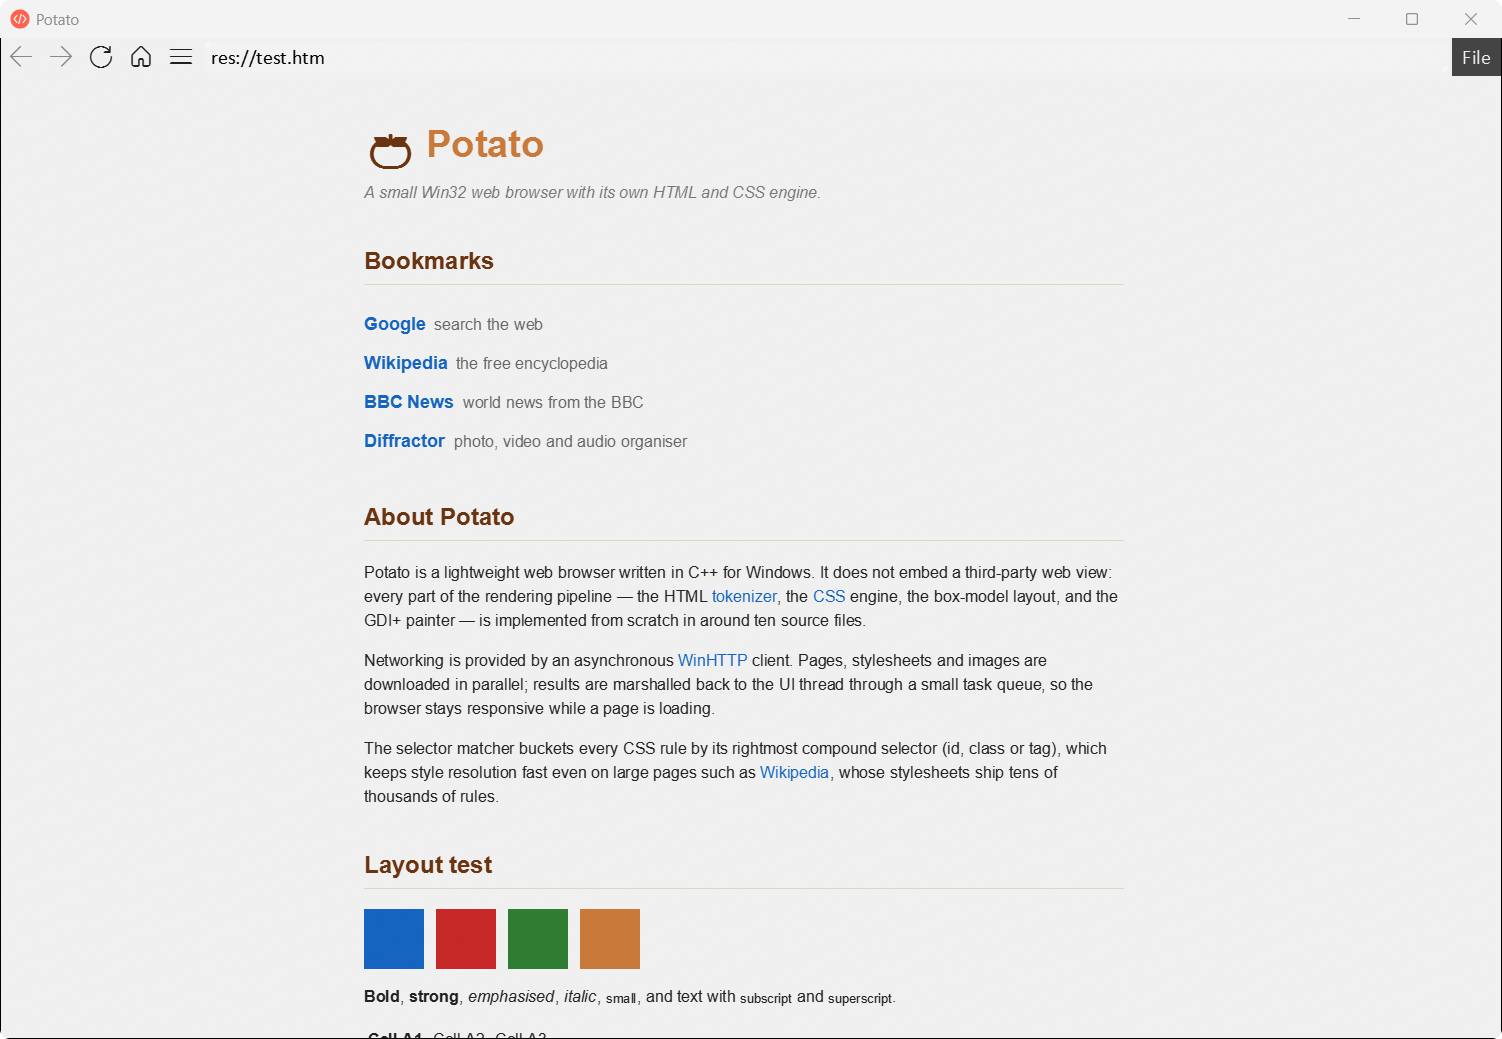 Potato
res://test.htm
File
Potato
A small Win32 web browser with its own HTML and CSS engine.
Bookmarks
Google search the web
Wikipedia the free encyclopedia
BBC News world news from the BBC
Diffractor photo, video and audio organiser
About Potato
Potato is a lightweight web browser written in C++ for Windows. It does not embed a third-party web view:
every part of the rendering pipeline — the HTML tokenizer, the CSS engine, the box-model layout, and the
GDI+ painter — is implemented from scratch in around ten source files.
Networking is provided by an asynchronous WinHTTP client. Pages, stylesheets and images are
downloaded in parallel; results are marshalled back to the UI thread through a small task queue, so the
browser stays responsive while a page is loading.
The selector matcher buckets every CSS rule by its rightmost compound selector (id, class or tag), which
keeps style resolution fast even on large pages such as Wikipedia, whose stylesheets ship tens of
thousands of rules.
Layout test
Bold, strong, emphasised, italic, small, and text with subscript and superscript.
Cell A1 Cell A2 Cell A3